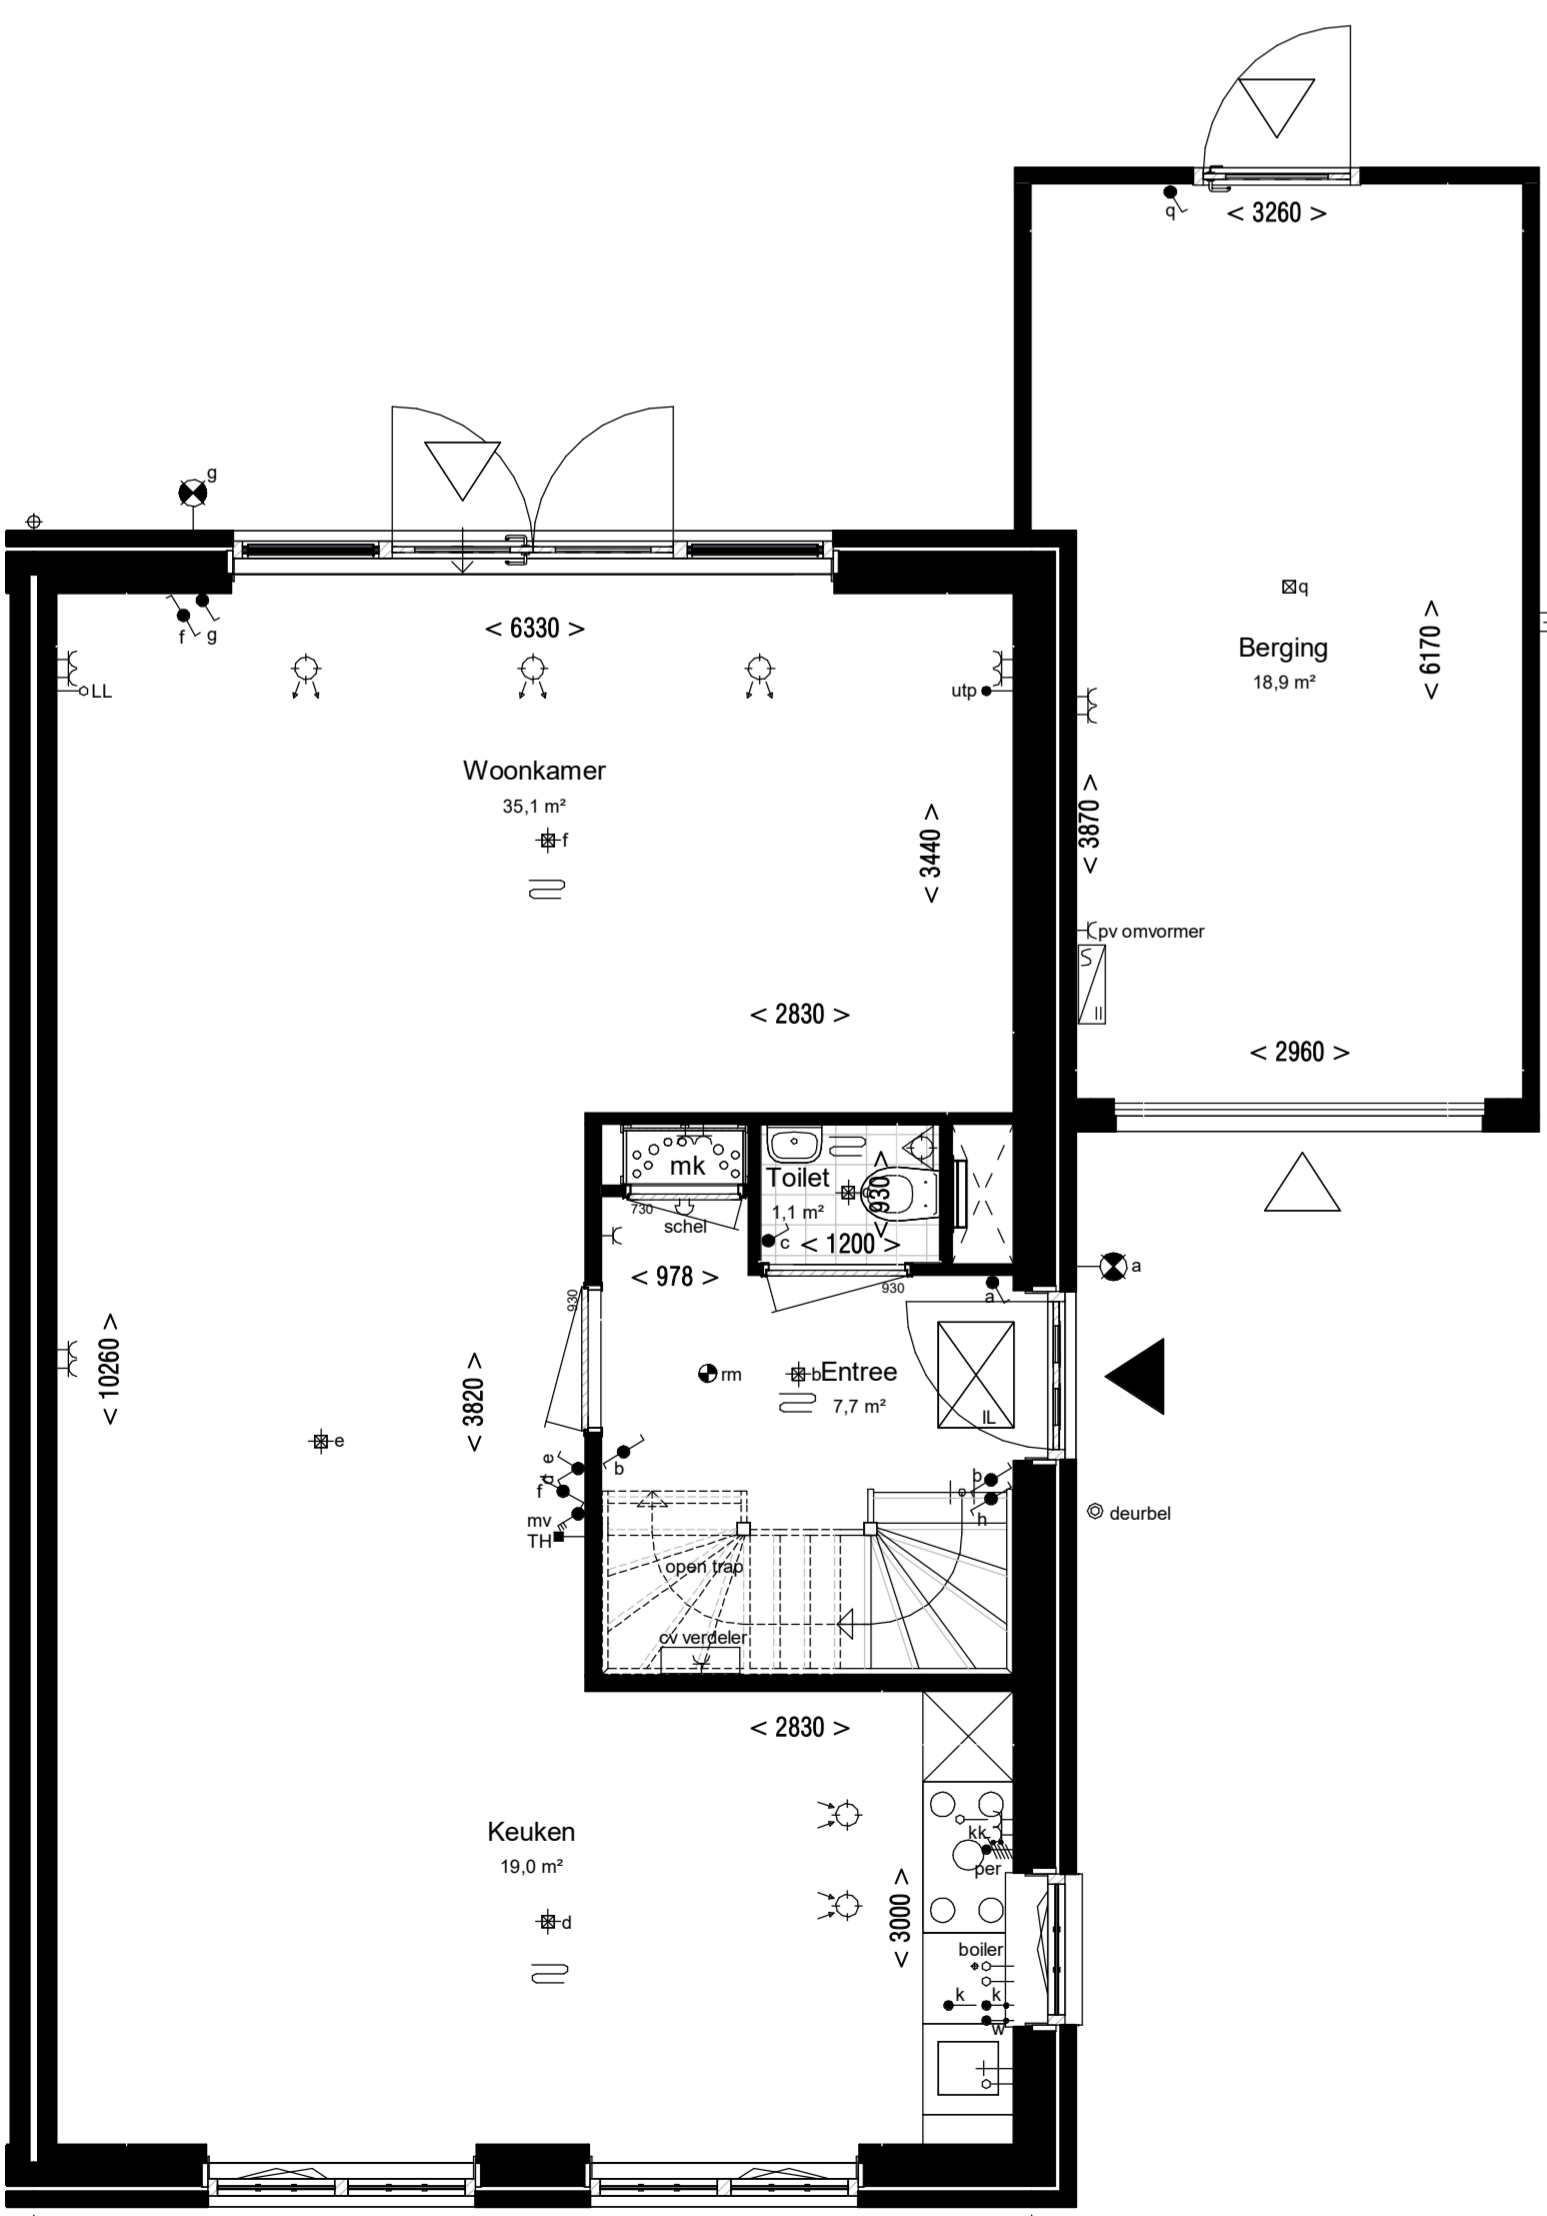 q
< 3260 >
g
f
g
< 6330 >
LL
utp
q
Berging
18,9 m²
< 6170 >
Woonkamer
35,1 m²
f
< 3440 >
< 3870 >
pv omvormer
< 2830 >
< 2960 >
mk
730
schel
Toilet
c
1,1 m²
< 930 >
c
< 1200 >
< 978 >
930
930
a
a
< 10260 >
< 3820 >
rm
b
Entree
7,7 m²
IL
e
e
d
f
mv
TH
b
b
h
deurbel
open trap
cv verdeler
< 2830 >
Keuken
19,0 m²
d
kk
per
< 3000 >
boiler
k
k
w